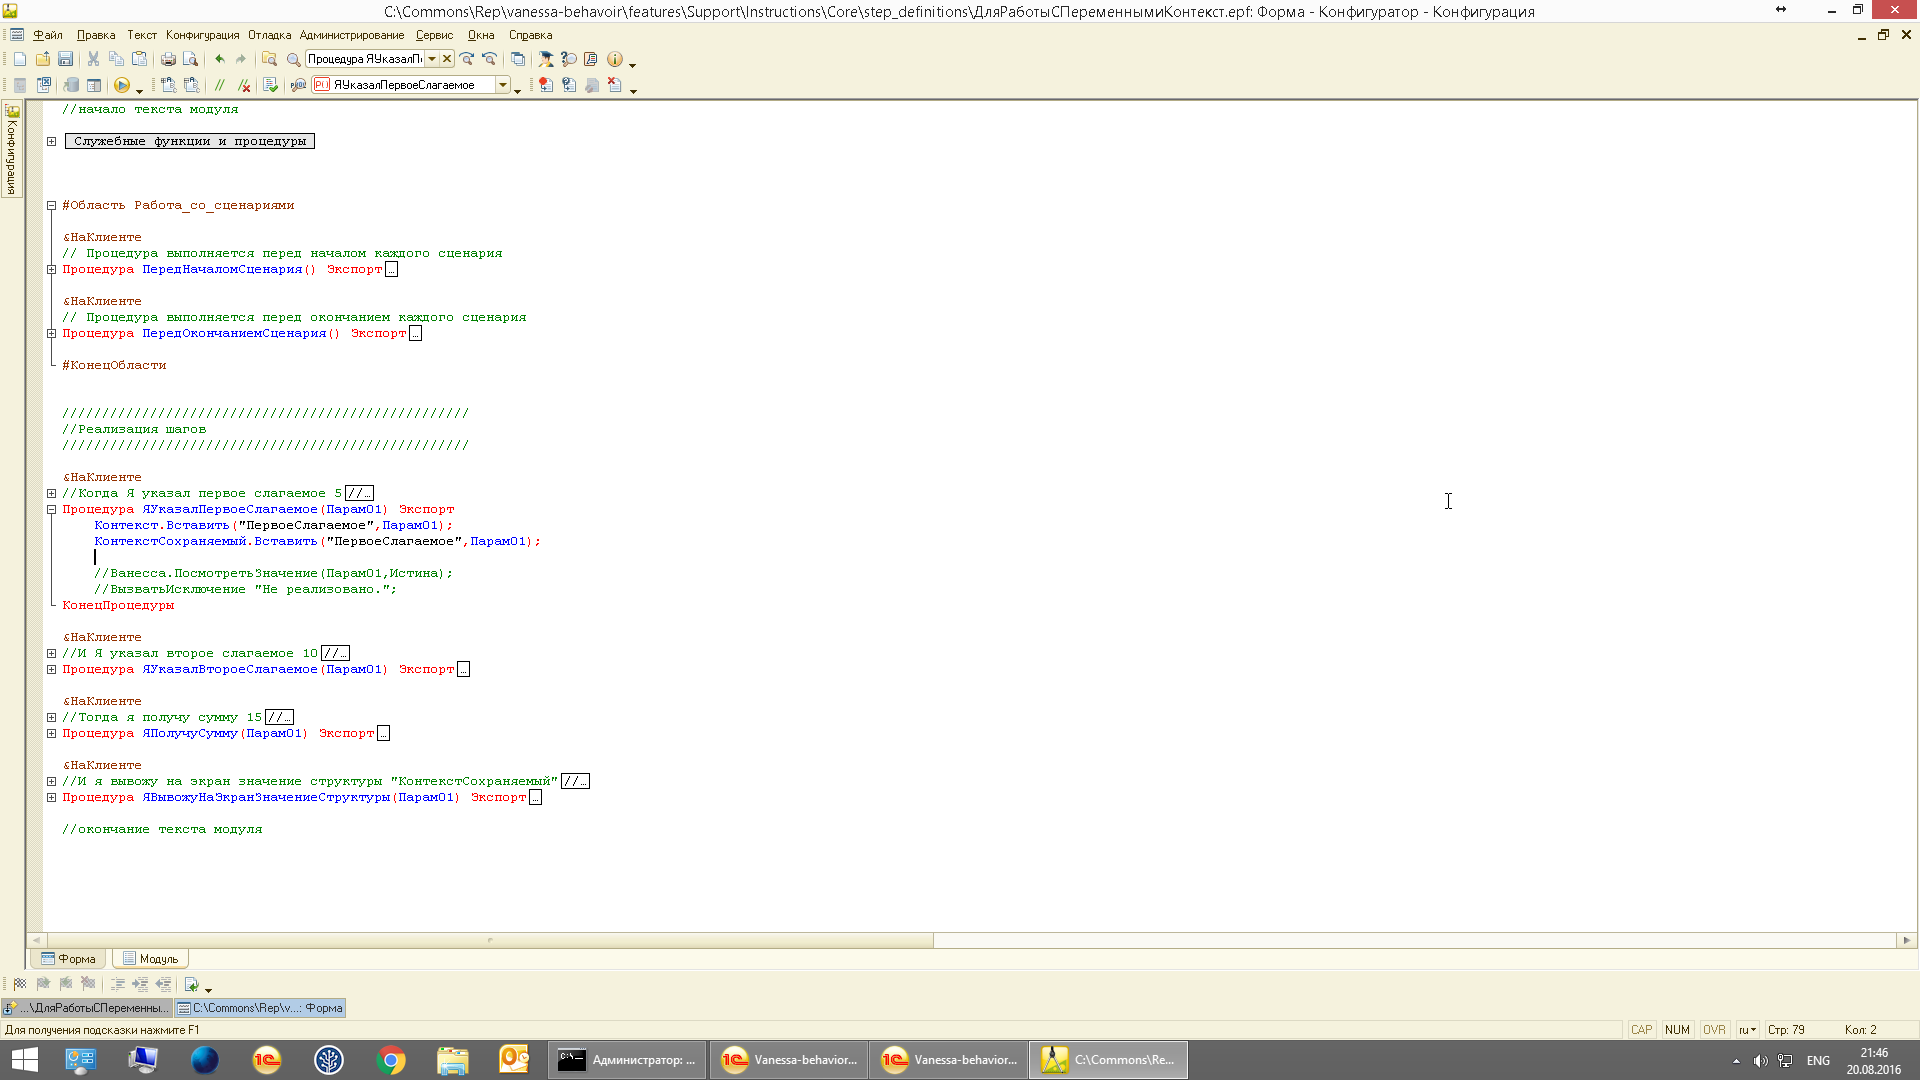 C:\Commons\Rep\vanessa-behavoir\features\Support\Instructions\Core\step_definitions\ДляРаботыСПеременнымиКонтекст.epf: Форма - Конфигуратор - Конфигурация
Файл Правка Текст Конфигурация Отладка Администрирование Сервис Окна Справка
Процедура ЯУказалП
ЯУказалПервоеСлагаемое
Конфигурация
//начало текста модуля
Служебные функции и процедуры
#Область Работа_со_сценариями
&НаКлиенте
// Процедура выполняется перед началом каждого сценария
Процедура ПередНачаломСценария() Экспорт...
&НаКлиенте
// Процедура выполняется перед окончанием каждого сценария
Процедура ПередОкончаниемСценария() Экспорт...
#КонецОбласти
///////////////////////////////////////////////////
//Реализация шагов
///////////////////////////////////////////////////
&НаКлиенте
//Когда Я указал первое слагаемое 5//...
Процедура ЯУказалПервоеСлагаемое(Парам01) Экспорт
Контекст.Вставить("ПервоеСлагаемое",Парам01);
КонтекстСохраняемый.Вставить("ПервоеСлагаемое",Парам01);
//Ванесса.ПосмотретьЗначение(Парам01,Истина);
//ВызватьИсключение "Не реализовано.";
КонецПроцедуры
&НаКлиенте
//И Я указал второе слагаемое 10//...
Процедура ЯУказалВтороеСлагаемое(Парам01) Экспорт...
&НаКлиенте
//Тогда я получу сумму 15//...
Процедура ЯПолучуСумму(Парам01) Экспорт...
&НаКлиенте
//И я вывожу на экран значение структуры "КонтекстСохраняемый"//...
Процедура ЯВывожуНаЭкранЗначениеСтруктуры(Парам01) Экспорт...
//окончание текста модуля
Форма Модуль
...\ДляРаботыСПеременны... C:\Commons\Rep\v...: Форма
Для получения подсказки нажмите F1 CAP NUM OVR ru Стр: 79 Кол: 2
Администратор: ... Vanessa-behavior... Vanessa-behavior... C:\Commons\Re... ENG 21:46
20.08.2016